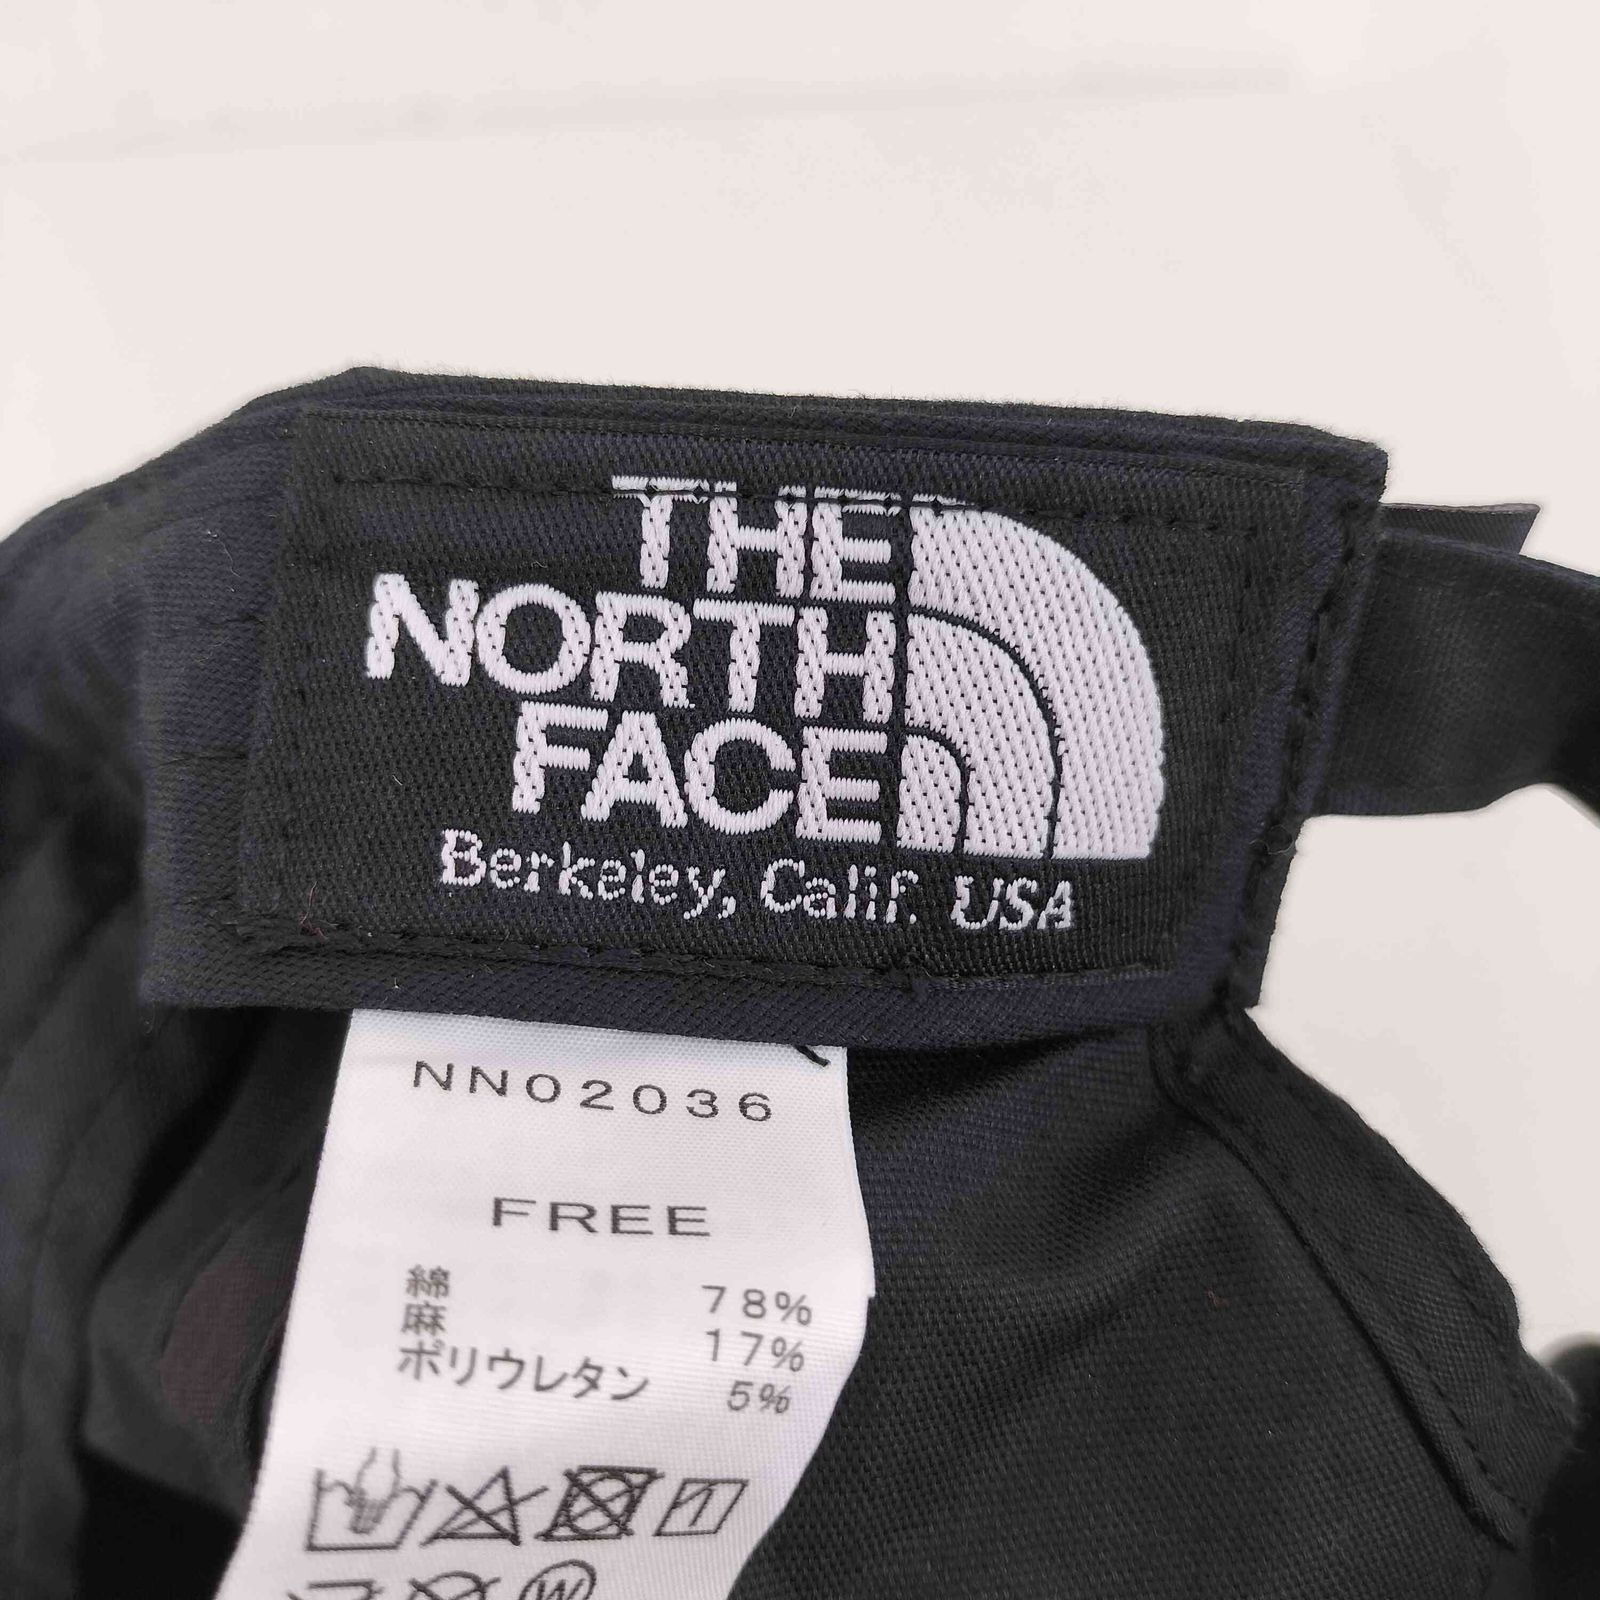 THE
NORTH
FACE
Berkeley, Calif. USA
NN02036
FREE
綿 78%
麻 17%
ポリウレタン 5%
W